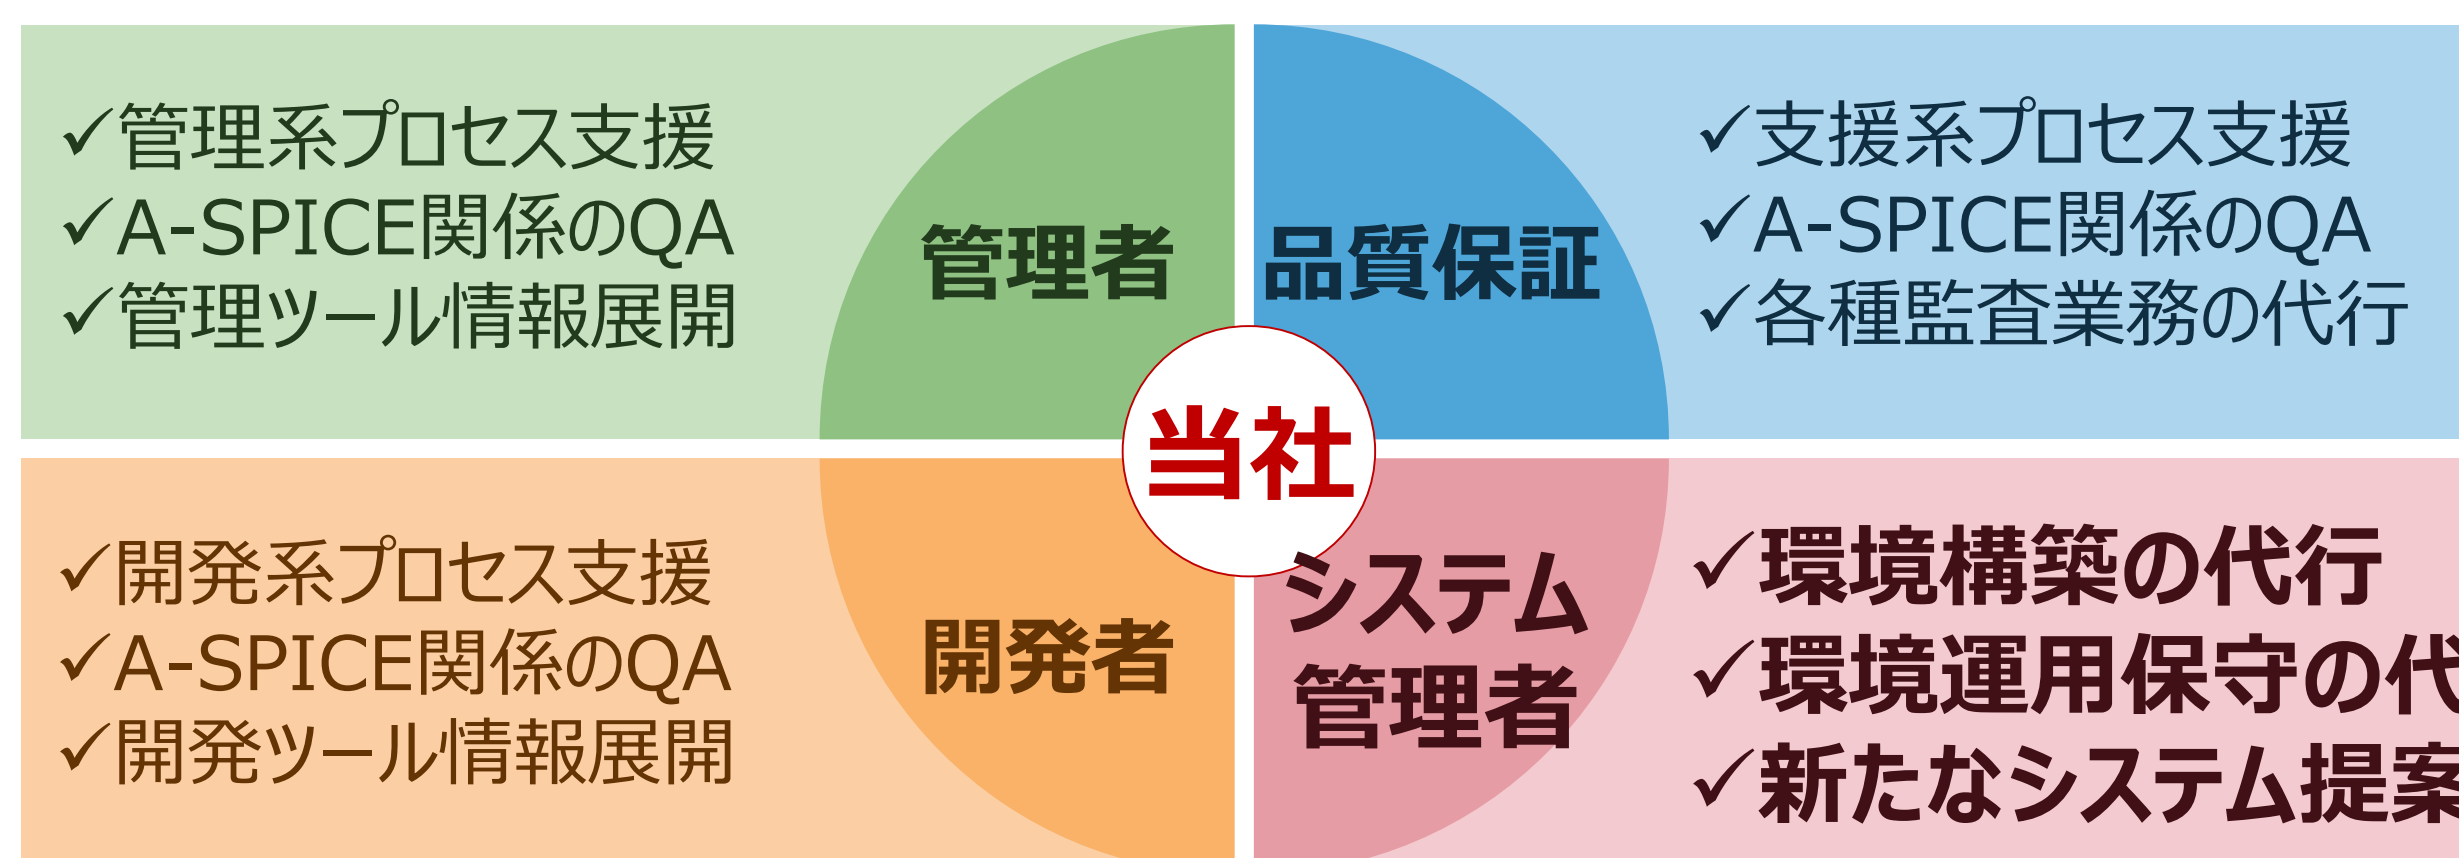 ✓管理系プロセス支援
✓A-SPICE関係のQA
✓管理ツール情報展開
管理者
品質保証
✓支援系プロセス支援
✓A-SPICE関係のQA
✓各種監査業務の代行
当社
✓開発系プロセス支援
✓A-SPICE関係のQA
✓開発ツール情報展開
開発者
システム
管理者
✓環境構築の代行
✓環境運用保守の代
✓新たなシステム提案